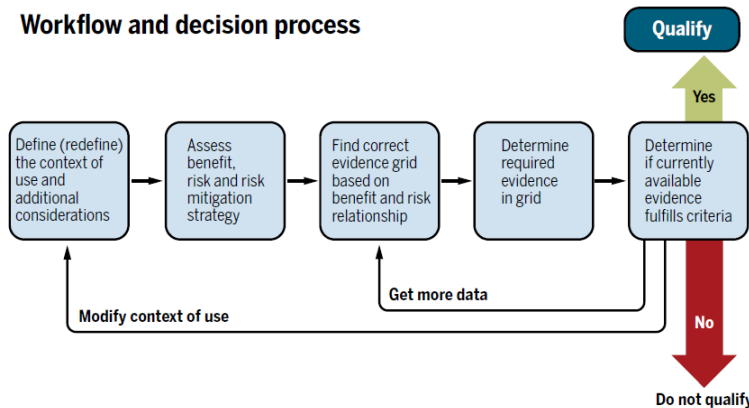 Workflow and decision process
Qualify
Yes
Define (redefine)
the context of
use and
additional
considerations
Assess
benefit,
risk and risk
mitigation
strategy
Find correct
evidence grid
based on
benefit and risk
relationship
Determine
required
evidence
in grid
Determine
if currently
available
evidence
fulfills criteria
Get more data
Modify context of use
No
Do not qualify